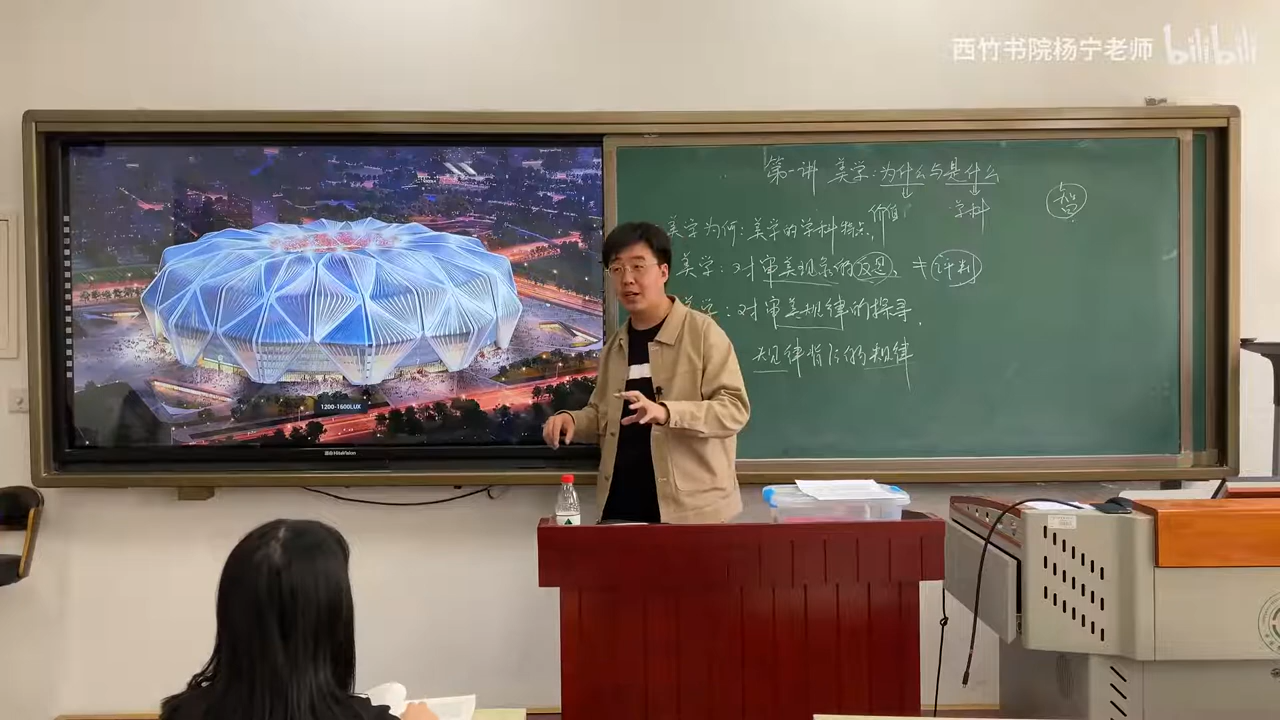 西竹书院杨宁老师 bilibili
第一讲 美学:为什么与是什么
价值 学科
智
美学为何:美学的学科特点,
美学:对审美现象的反思, ≠ 评判
学:对审美规律的探寻,
规律背后的规律
1200-1600LUX
HiteVision